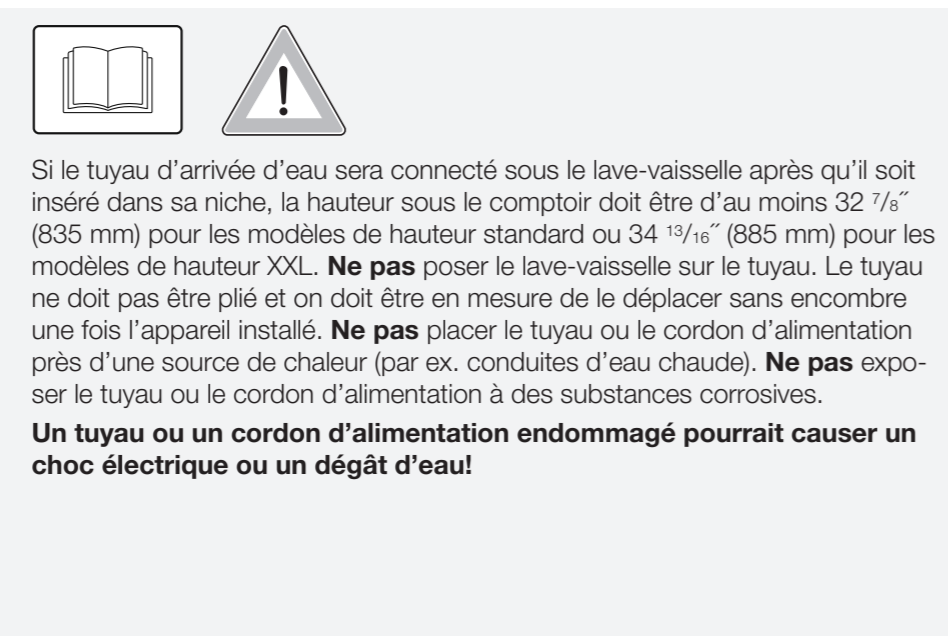 Si le tuyau d’arrivée d’eau sera connecté sous le lave-vaisselle après qu’il soit
inséré dans sa niche, la hauteur sous le comptoir doit être d’au moins 32 ⁷/₈˝
(835 mm) pour les modèles de hauteur standard ou 34 ¹³/₁₆˝ (885 mm) pour les
modèles de hauteur XXL. Ne pas poser le lave-vaisselle sur le tuyau. Le tuyau
ne doit pas être plié et on doit être en mesure de le déplacer sans encombre
une fois l’appareil installé. Ne pas placer le tuyau ou le cordon d’alimentation
près d’une source de chaleur (par ex. conduites d’eau chaude). Ne pas expo-
ser le tuyau ou le cordon d’alimentation à des substances corrosives.
Un tuyau ou un cordon d’alimentation endommagé pourrait causer un
choc électrique ou un dégât d’eau!